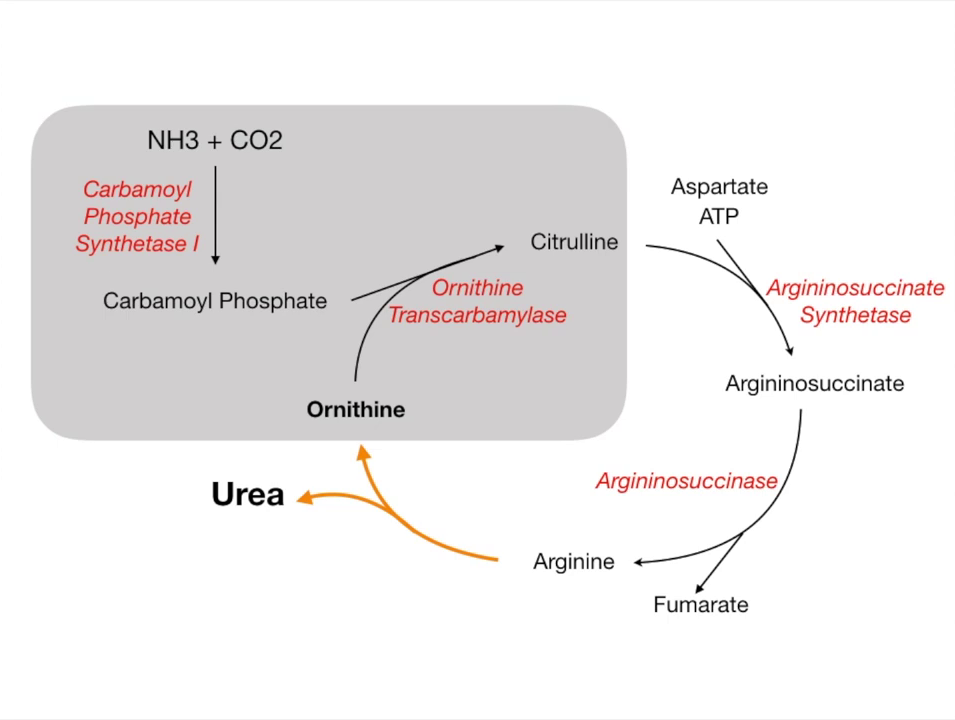 NH3 + CO2
Carbamoyl
Phosphate
Synthetase I
Carbamoyl Phosphate
Ornithine
Transcarbamylase
Citrulline
Ornithine
Aspartate
ATP
Argininosuccinate
Synthetase
Argininosuccinate
Argininosuccinase
Arginine
Fumarate
Urea